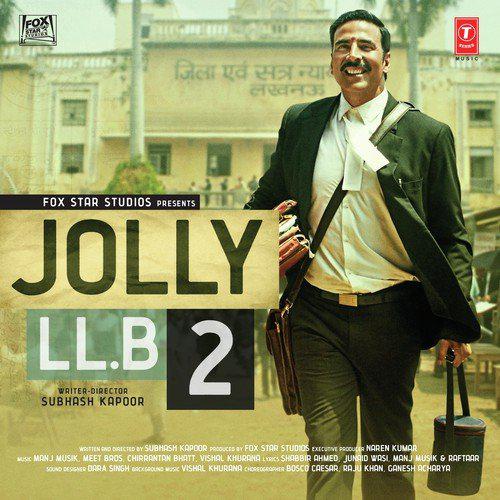 FOX
STAR
STUDIOS
T
SERIES
MUSIC
जिला एवं सत्र न्या
लखनऊ
FOX STAR STUDIOS PRESENTS
JOLLY
LL.B 2
WRITER-DIRECTOR
SUBHASH KAPOOR
WRITTEN AND DIRECTED BY SUBHASH KAPOOR PRODUCED BY FOX STAR STUDIOS EXECUTIVE PRODUCER NAREN KUMAR
MUSIC MANJ MUSIK, MEET BROS, CHIRRANTAN BHATT, VISHAL KHURANA LYRICS SHABBIR AHMED, JUNAID WASI, MANJ MUSIK & RAFTAAR
SOUND DESIGNER DARA SINGH BACKGROUND MUSIC VISHAL KHURANA CHOREOGRAPHER BOSCO CAESAR, RAJU KHAN, GANESH ACHARYA